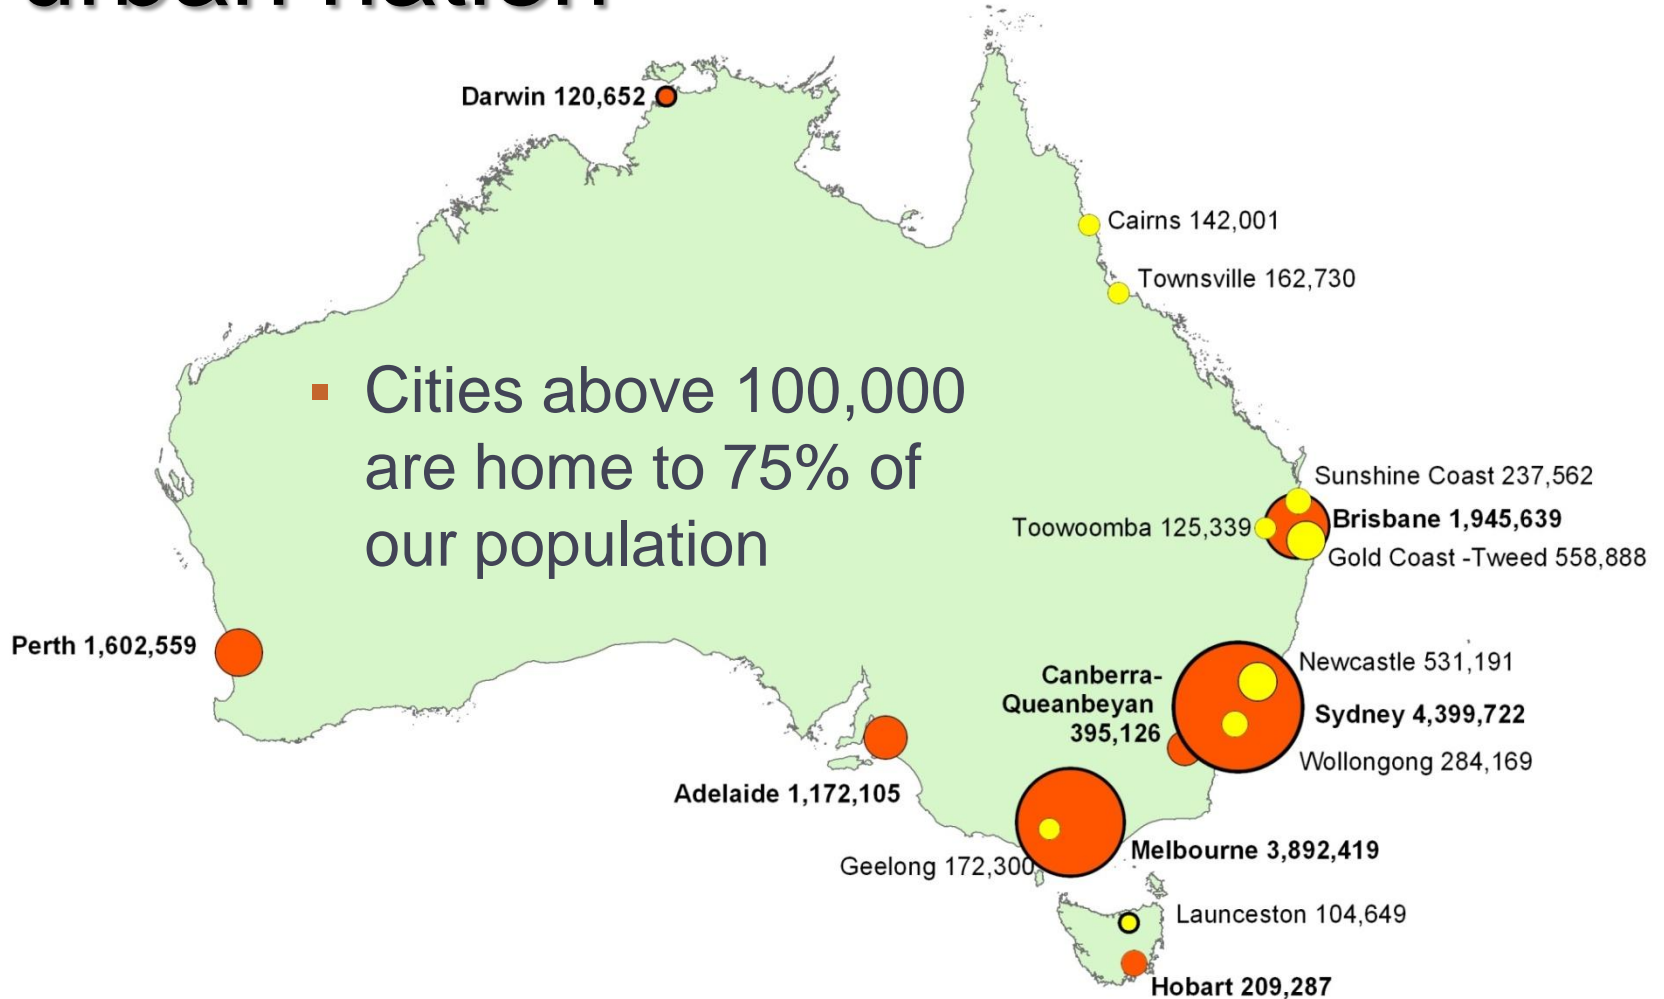 urban nation
Darwin 120,652
Cairns 142,001
Townsville 162,730
▪ Cities above 100,000
are home to 75% of
our population
Sunshine Coast 237,562
Toowoomba 125,339
Brisbane 1,945,639
Gold Coast -Tweed 558,888
Perth 1,602,559
Newcastle 531,191
Canberra-
Queanbeyan
395,126
Sydney 4,399,722
Wollongong 284,169
Adelaide 1,172,105
Melbourne 3,892,419
Geelong 172,300
Launceston 104,649
Hobart 209,287